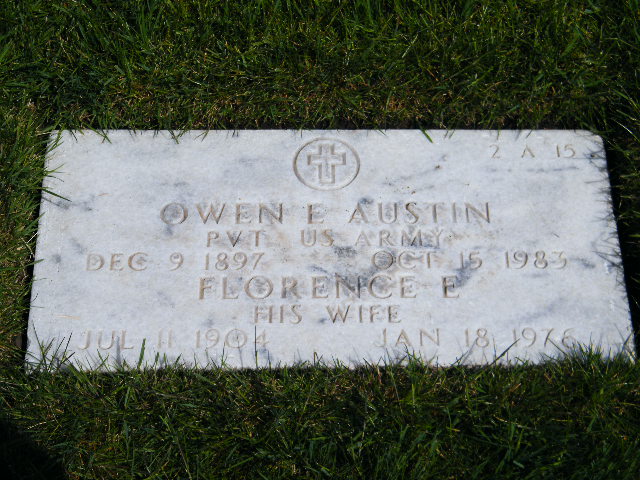 2 A 15
OWEN E AUSTIN
PVT US ARMY
DEC 9 1897 OCT 15 1983
FLORENCE E
HIS WIFE
JUL 11 1904 JAN 18 1976